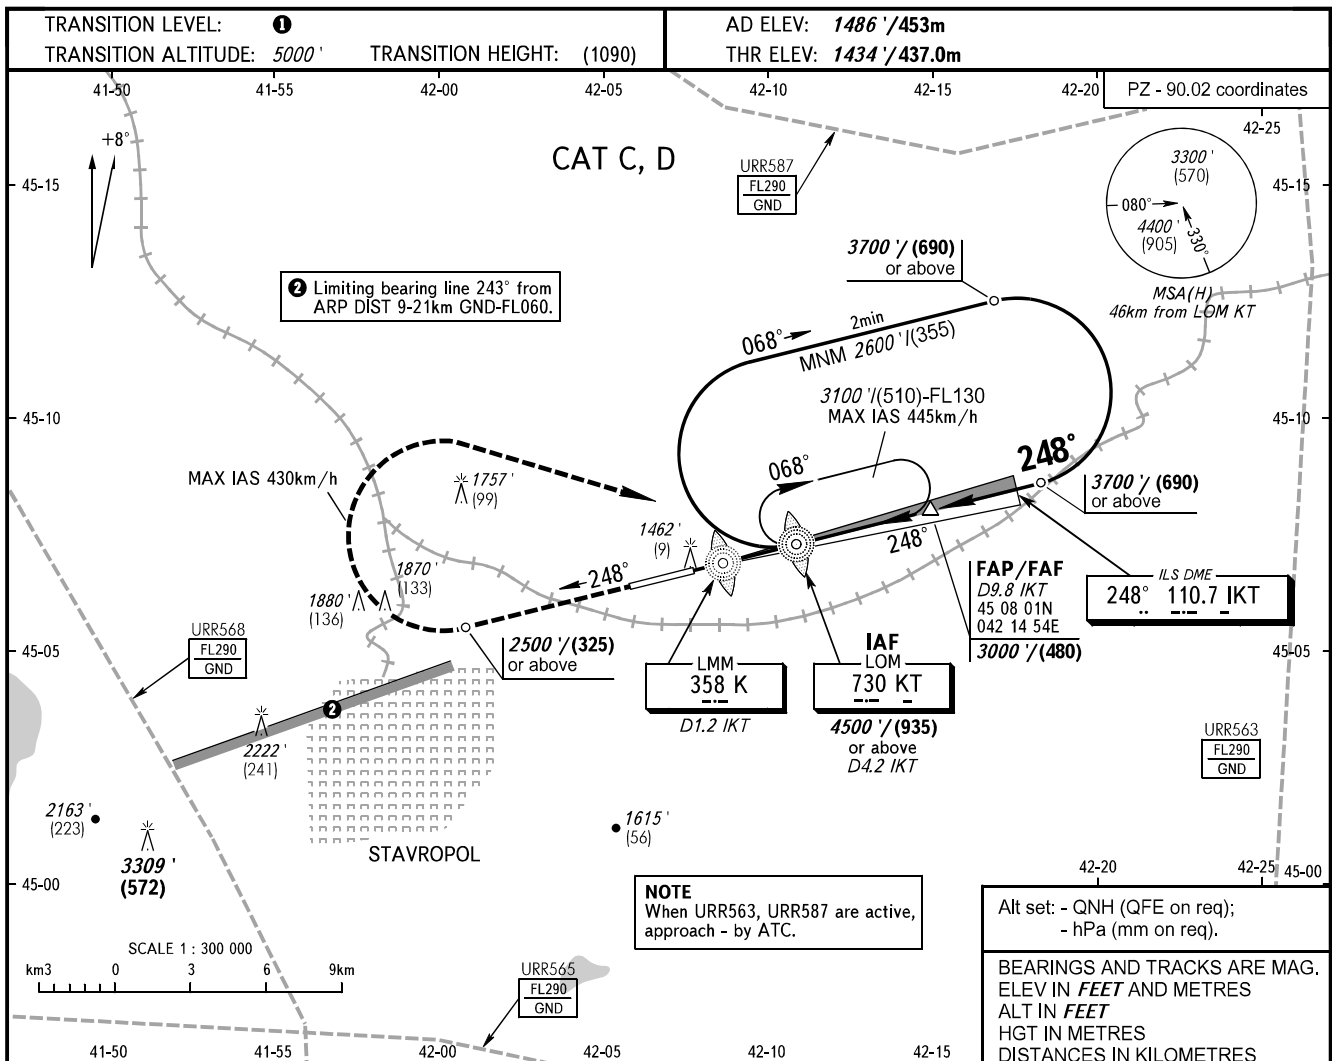 TRANSITION LEVEL: ❶
TRANSITION ALTITUDE: 5000 ' TRANSITION HEIGHT: (1090)
AD ELEV: 1486 '/453m
THR ELEV: 1434 '/437.0m
41-50 41-55 42-00 42-05 42-10 42-15 42-20
PZ - 90.02 coordinates
42-25
+8°
CAT C, D
URR587
FL290
GND
3300 '
(570)
080°
4400 '
(905)
330°
MSA(H)
46km from LOM KT
45-15
45-15
❷ Limiting bearing line 243° from
ARP DIST 9-21km GND-FL060.
3700 '/ (690)
or above
068°
2min
MNM 2600 '/(355)
3100 '/(510)-FL130
MAX IAS 445km/h
45-10
45-10
068°
248°
MAX IAS 430km/h
1757 '
(99)
3700 '/ (690)
or above
1462 '
(9)
248°
248°
1870 '
(133)
1880 '
(136)
FAP/FAF
D9.8 IKT
45 08 01N
042 14 54E
3000 '/(480)
ILS DME
248° 110.7 IKT
URR568
FL290
GND
2500 '/(325)
or above
45-05
45-05
LMM
358 K
D1.2 IKT
IAF
LOM
730 KT
4500 '/(935)
or above
D4.2 IKT
❷
2222 '
(241)
URR563
FL290
GND
2163 '
(223)
3309 '
(572)
1615 '
(56)
STAVROPOL
45-00
42-20 42-25 45-00
NOTE
When URR563, URR587 are active,
approach - by ATC.
Alt set: - QNH (QFE on req);
- hPa (mm on req).
SCALE 1 : 300 000
km3 0 3 6 9km
URR565
FL290
GND
BEARINGS AND TRACKS ARE MAG.
ELEV IN FEET AND METRES
ALT IN FEET
HGT IN METRES
DISTANCES IN KILOMETRES
41-50 41-55 42-00 42-05 42-10 42-15